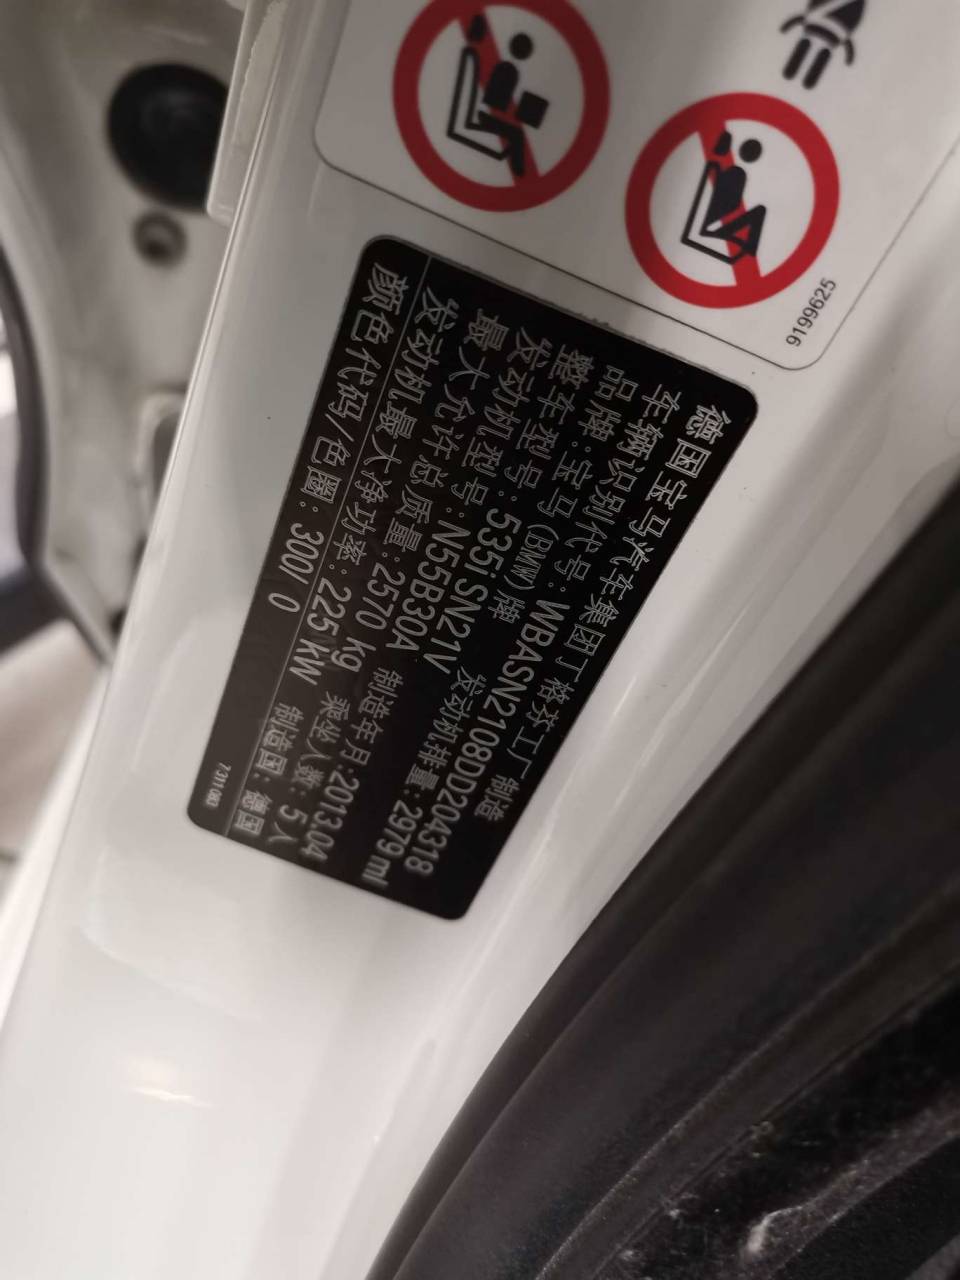 9199625
德国宝马汽车集团丁格芬工厂制造
车辆识别代号: WBASN2108DD204318
品牌: 宝马 (BMW)牌 发动机排量: 2979 ml
整车型号: 535i SN21V
发动机型号: N55B30A 制造年月: 2013.04
最大允许总质量: 2570 kg 乘坐人数: 5 人
发动机最大净功率: 225 kW 制造国: 德国
颜色代码/色圈: 300/ 0
7311 083